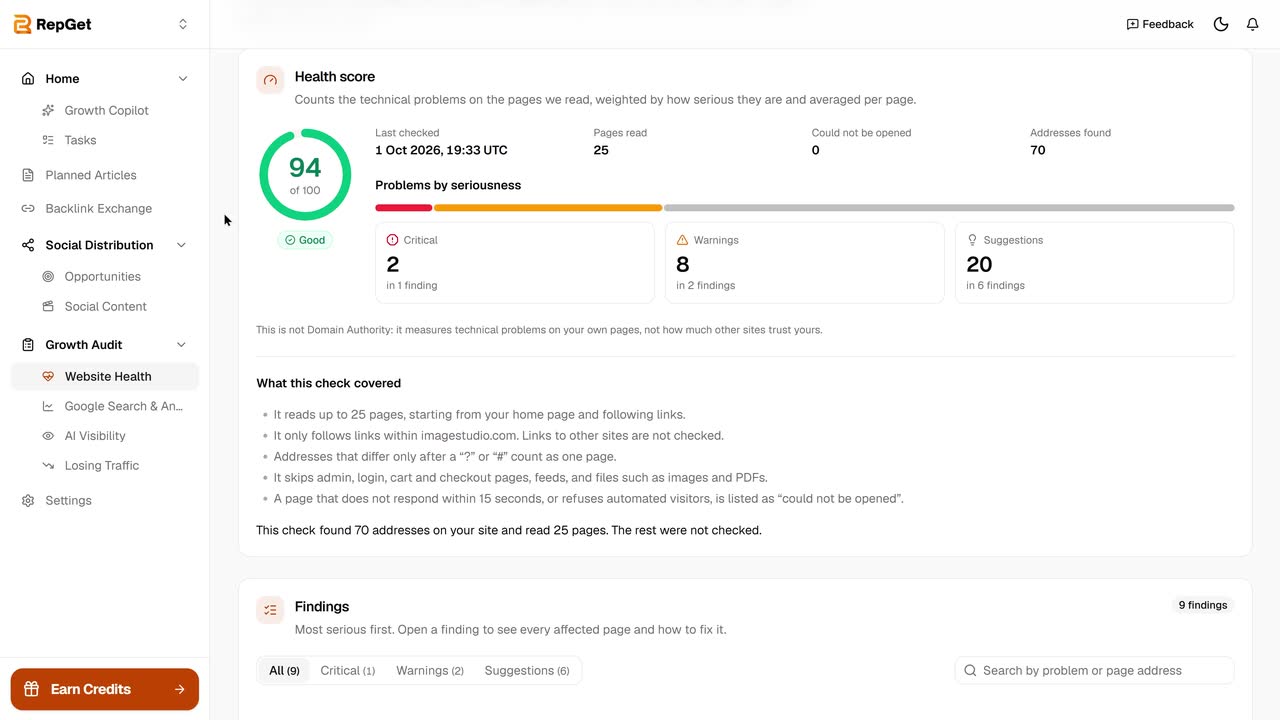 RepGet
Feedback
Home
Growth Copilot
Tasks
Planned Articles
Backlink Exchange
Social Distribution
Opportunities
Social Content
Growth Audit
Website Health
Google Search & An...
AI Visibility
Losing Traffic
Settings
Earn Credits
Health score
Counts the technical problems on the pages we read, weighted by how serious they are and averaged per page.
94
of 100
Good
Last checked
1 Oct 2026, 19:33 UTC
Pages read
25
Could not be opened
0
Addresses found
70
Problems by seriousness
Critical
2
in 1 finding
Warnings
8
in 2 findings
Suggestions
20
in 6 findings
This is not Domain Authority: it measures technical problems on your own pages, not how much other sites trust yours.
What this check covered
• It reads up to 25 pages, starting from your home page and following links.
• It only follows links within imagestudio.com. Links to other sites are not checked.
• Addresses that differ only after a “?” or “#” count as one page.
• It skips admin, login, cart and checkout pages, feeds, and files such as images and PDFs.
• A page that does not respond within 15 seconds, or refuses automated visitors, is listed as “could not be opened”.
This check found 70 addresses on your site and read 25 pages. The rest were not checked.
Findings
9 findings
Most serious first. Open a finding to see every affected page and how to fix it.
All (9) Critical (1) Warnings (2) Suggestions (6)
Search by problem or page address